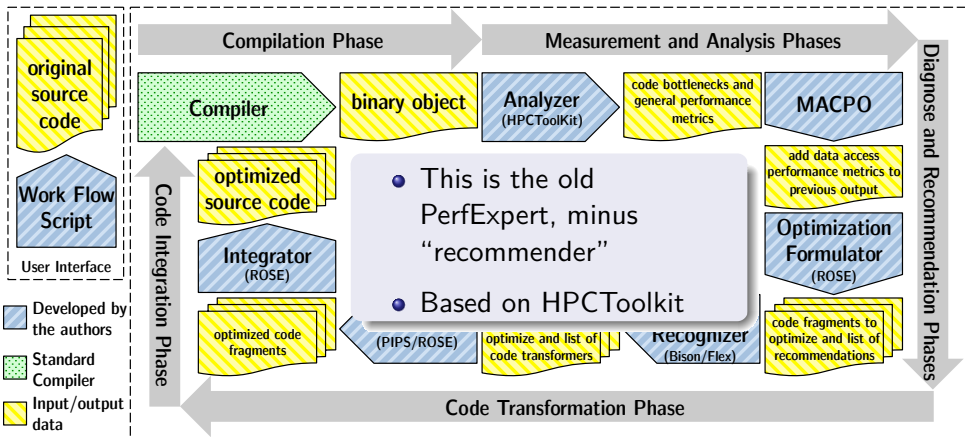 original
source
code
Work Flow
Script
User Interface
Developed by
the authors
Standard
Compiler
Input/output
data
Compilation Phase
Measurement and Analysis Phases
Diagnose and Recommendation Phases
Code Transformation Phase
Code Integration Phase
Compiler
binary object
Analyzer
(HPCToolKit)
code bottlenecks and
general performance
metrics
MACPO
add data access
performance metrics to
previous output
Optimization
Formulator
(ROSE)
code fragments to
optimize and list of
recommendations
Recognizer
(Bison/Flex)
optimize and list of
code transformers
(PIPS/ROSE)
optimized code
fragments
Integrator
(ROSE)
optimized
source code
This is the old
PerfExpert, minus
“recommender”
Based on HPCToolkit